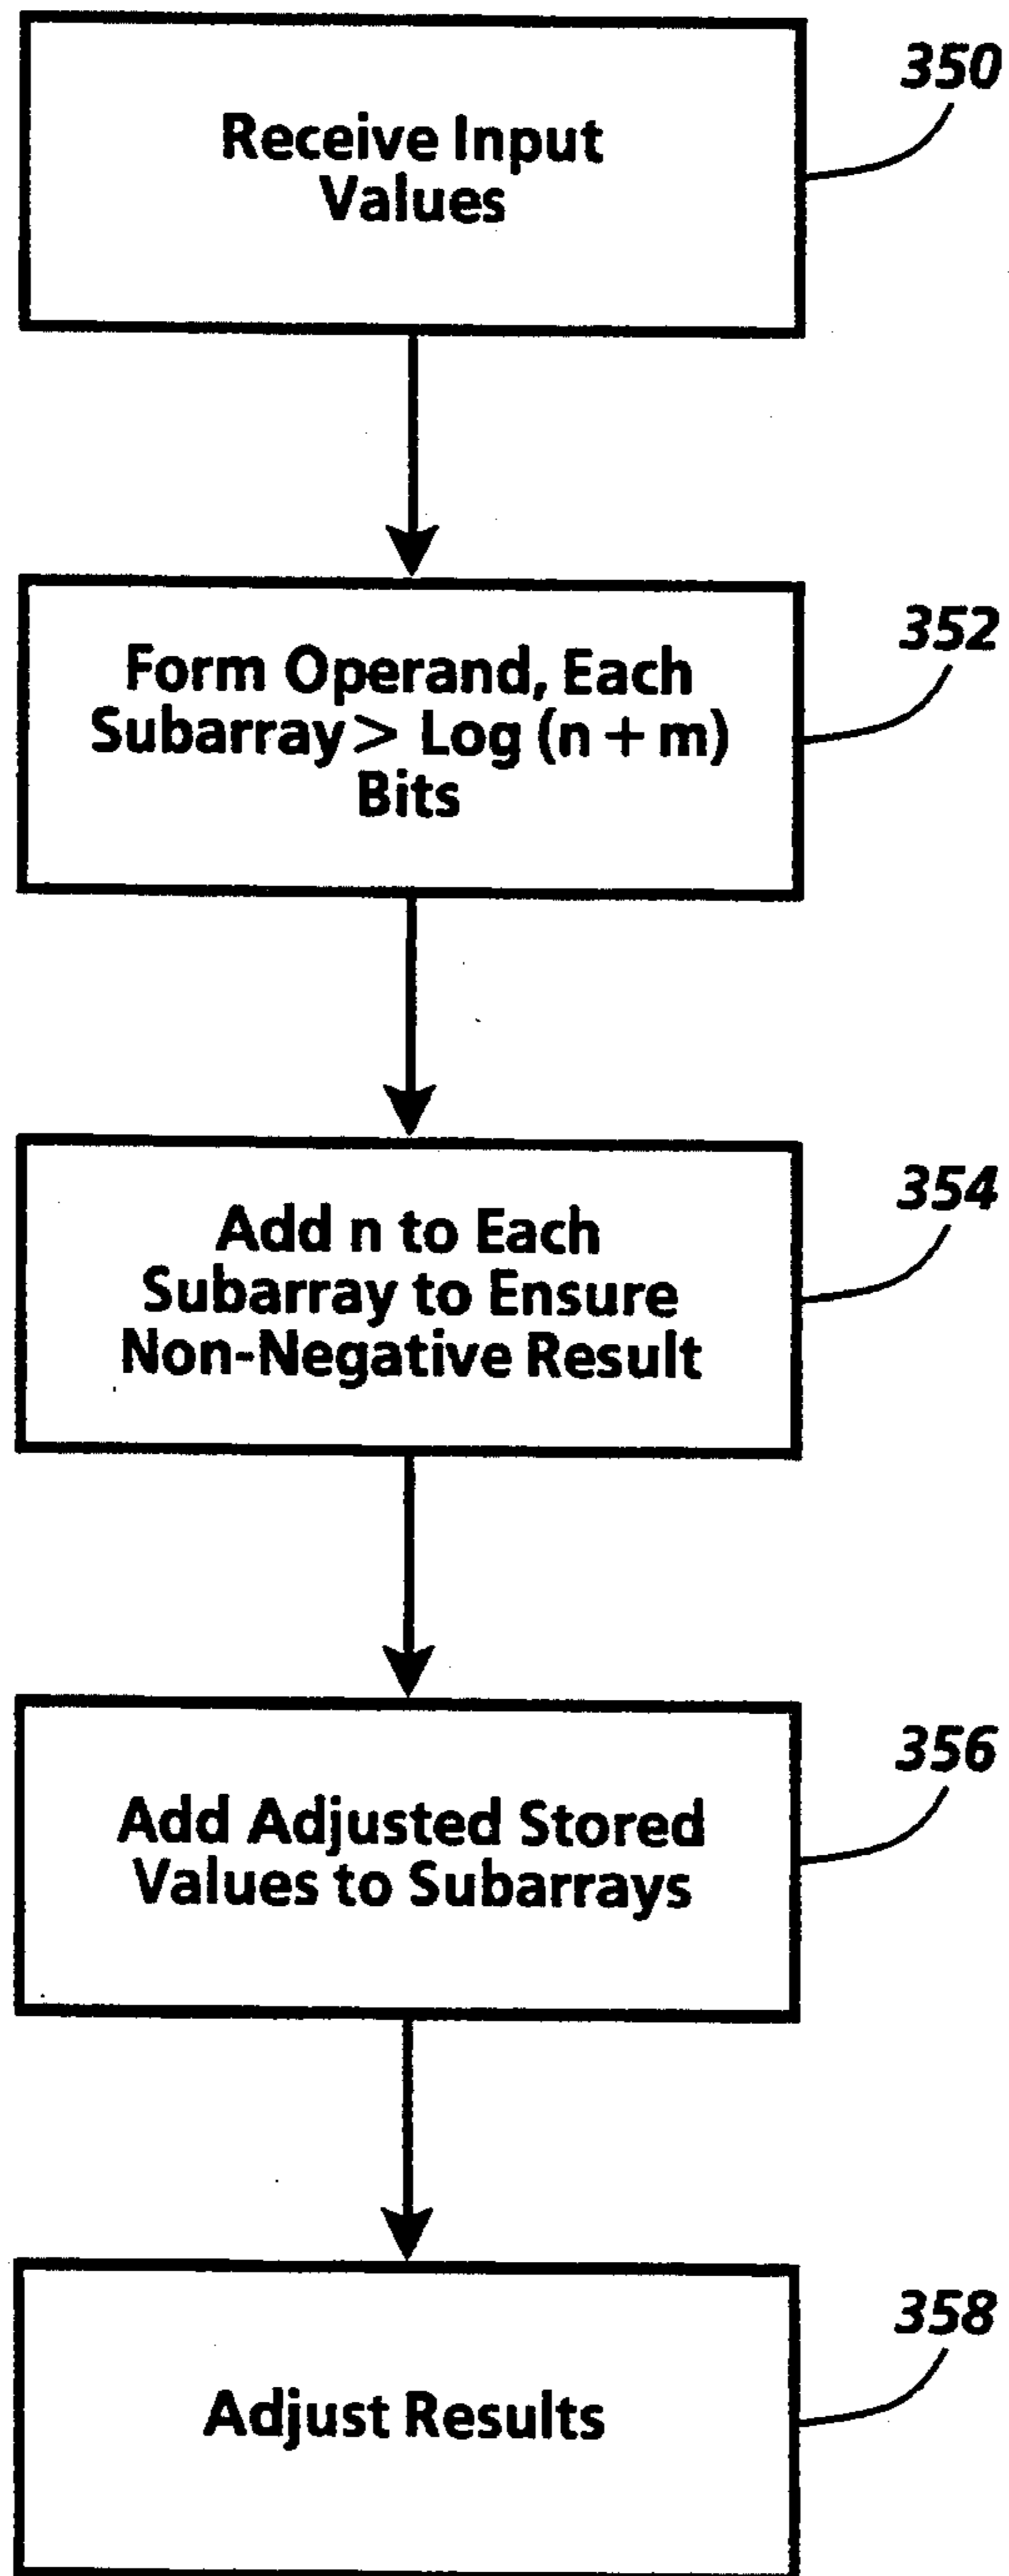 350
Receive Input
Values
352
Form Operand, Each
Subarray > Log (n + m)
Bits
354
Add n to Each
Subarray to Ensure
Non-Negative Result
356
Add Adjusted Stored
Values to Subarrays
358
Adjust Results